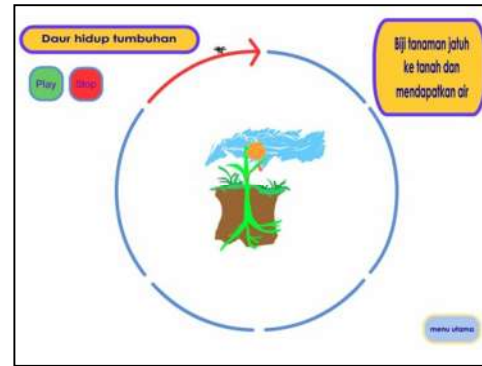 Daur hidup tumbuhan
Play
Stop
Biji tanaman jatuh
ke tanah dan
mendapatkan air
menu utama